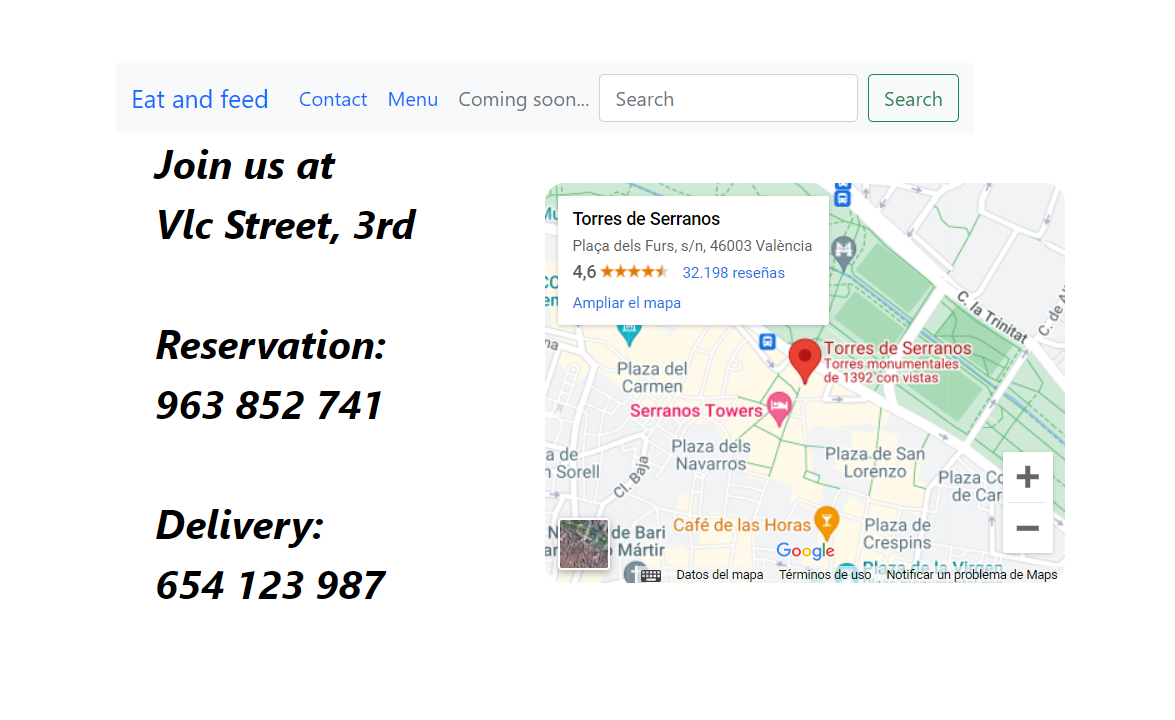 Eat and feed Contact Menu Coming soon... Search Search
Join us at
Vlc Street, 3rd
Reservation:
963 852 741
Delivery:
654 123 987
Torres de Serranos
Plaça dels Furs, s/n, 46003 València
4,6 32.198 reseñas
Ampliar el mapa
C. la Trinitat
C. de
Torres de Serranos
Torres monumentales
de 1392 con vistas
Plaza del
Carmen
Serranos Towers
Plaza dels
Navarros
Plaza de San
Lorenzo
a de
n Sorell
Cl. Baja
Plaza
de Car
Café de las Horas
Plaza de
Crespins
de Bari
Mártir
Google
Plaza de la Virgen
Datos del mapa Términos de uso Notificar un problema de Maps